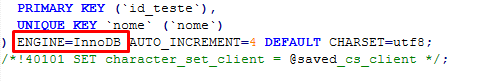 PRIMARY KEY (`id_teste`),
UNIQUE KEY `nome` (`nome`)
) ENGINE=InnoDB AUTO_INCREMENT=4 DEFAULT CHARSET=utf8;
/*!40101 SET character_set_client = @saved_cs_client */;